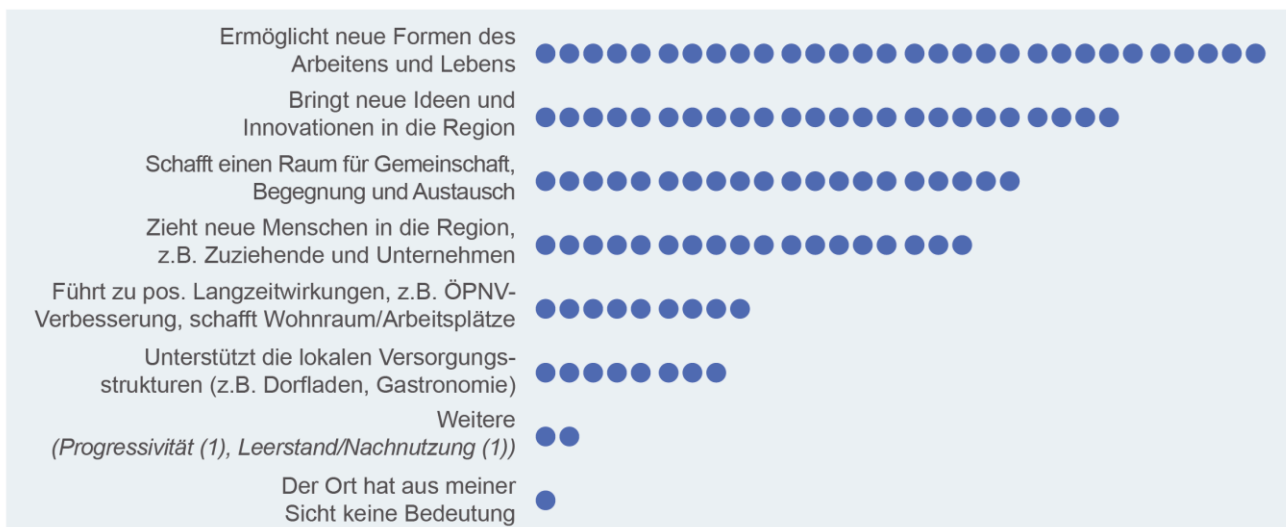 Ermöglicht neue Formen des
Arbeitens und Lebens
Bringt neue Ideen und
Innovationen in die Region
Schafft einen Raum für Gemeinschaft,
Begegnung und Austausch
Zieht neue Menschen in die Region,
z.B. Zuziehende und Unternehmen
Führt zu pos. Langzeitwirkungen, z.B. ÖPNV-
Verbesserung, schafft Wohnraum/Arbeitsplätze
Unterstützt die lokalen Versorgungs-
strukturen (z.B. Dorfladen, Gastronomie)
Weitere
(Progressivität (1), Leerstand/Nachnutzung (1))
Der Ort hat aus meiner
Sicht keine Bedeutung